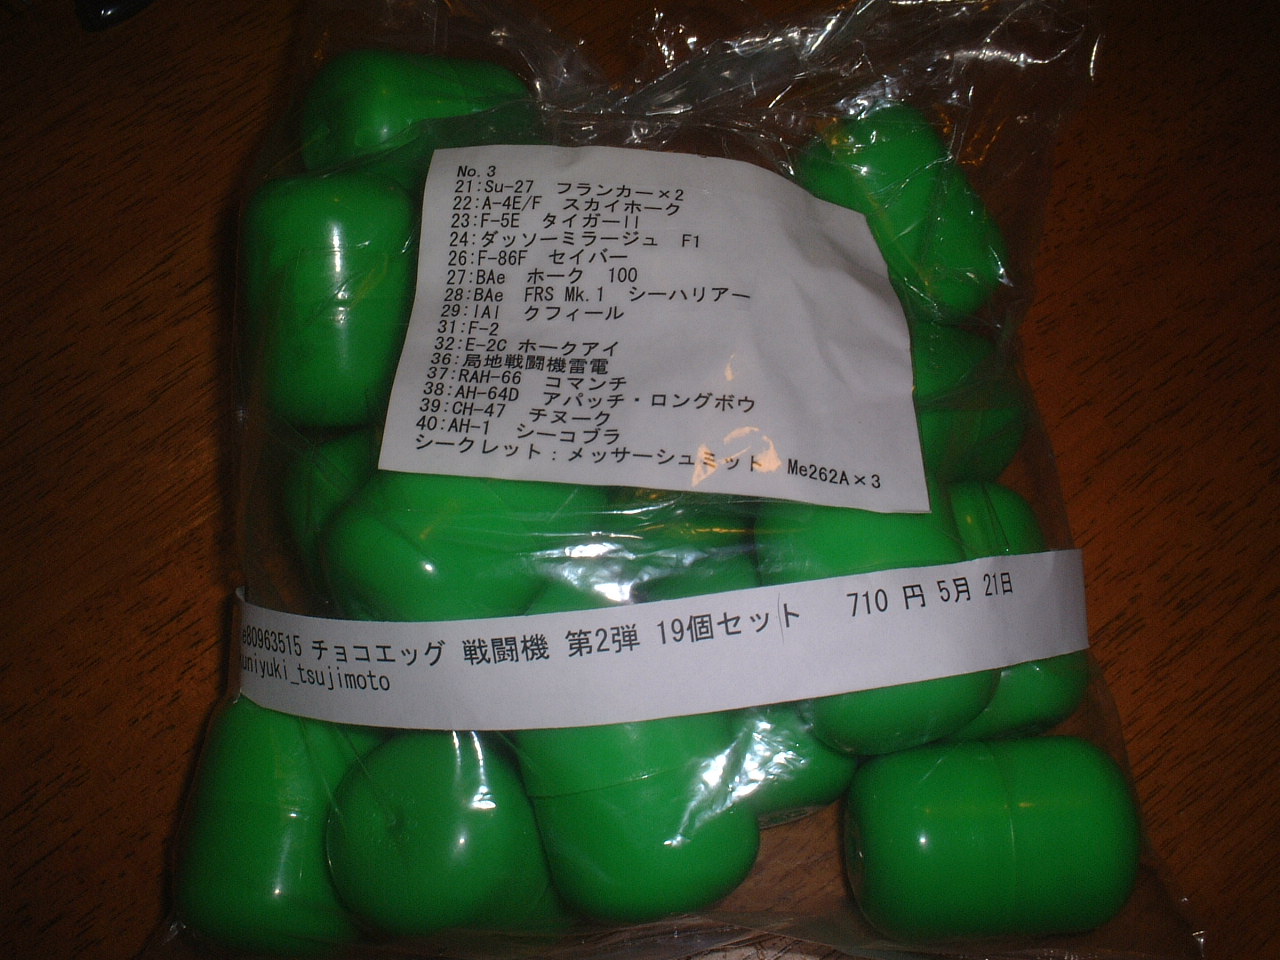 No.3
21:Su-27 フランカー×2
22:A-4E/F スカイホーク
23:F-5E タイガーII
24:ダッソーミラージュ F1
26:F-86F セイバー
27:BAe ホーク 100
28:BAe FRS Mk.1 シーハリアー
29:IAI クフィール
31:F-2
32:E-2C ホークアイ
36:局地戦闘機雷電
37:RAH-66 コマンチ
38:AH-64D アパッチ・ロングボウ
39:CH-47 チヌーク
40:AH-1 シーコブラ
シークレット:メッサーシュミット Me262A×3
e80963515 チョコエッグ 戦闘機 第2弾 19個セット 710 円 5月 21日
uniyuki_tsujimoto